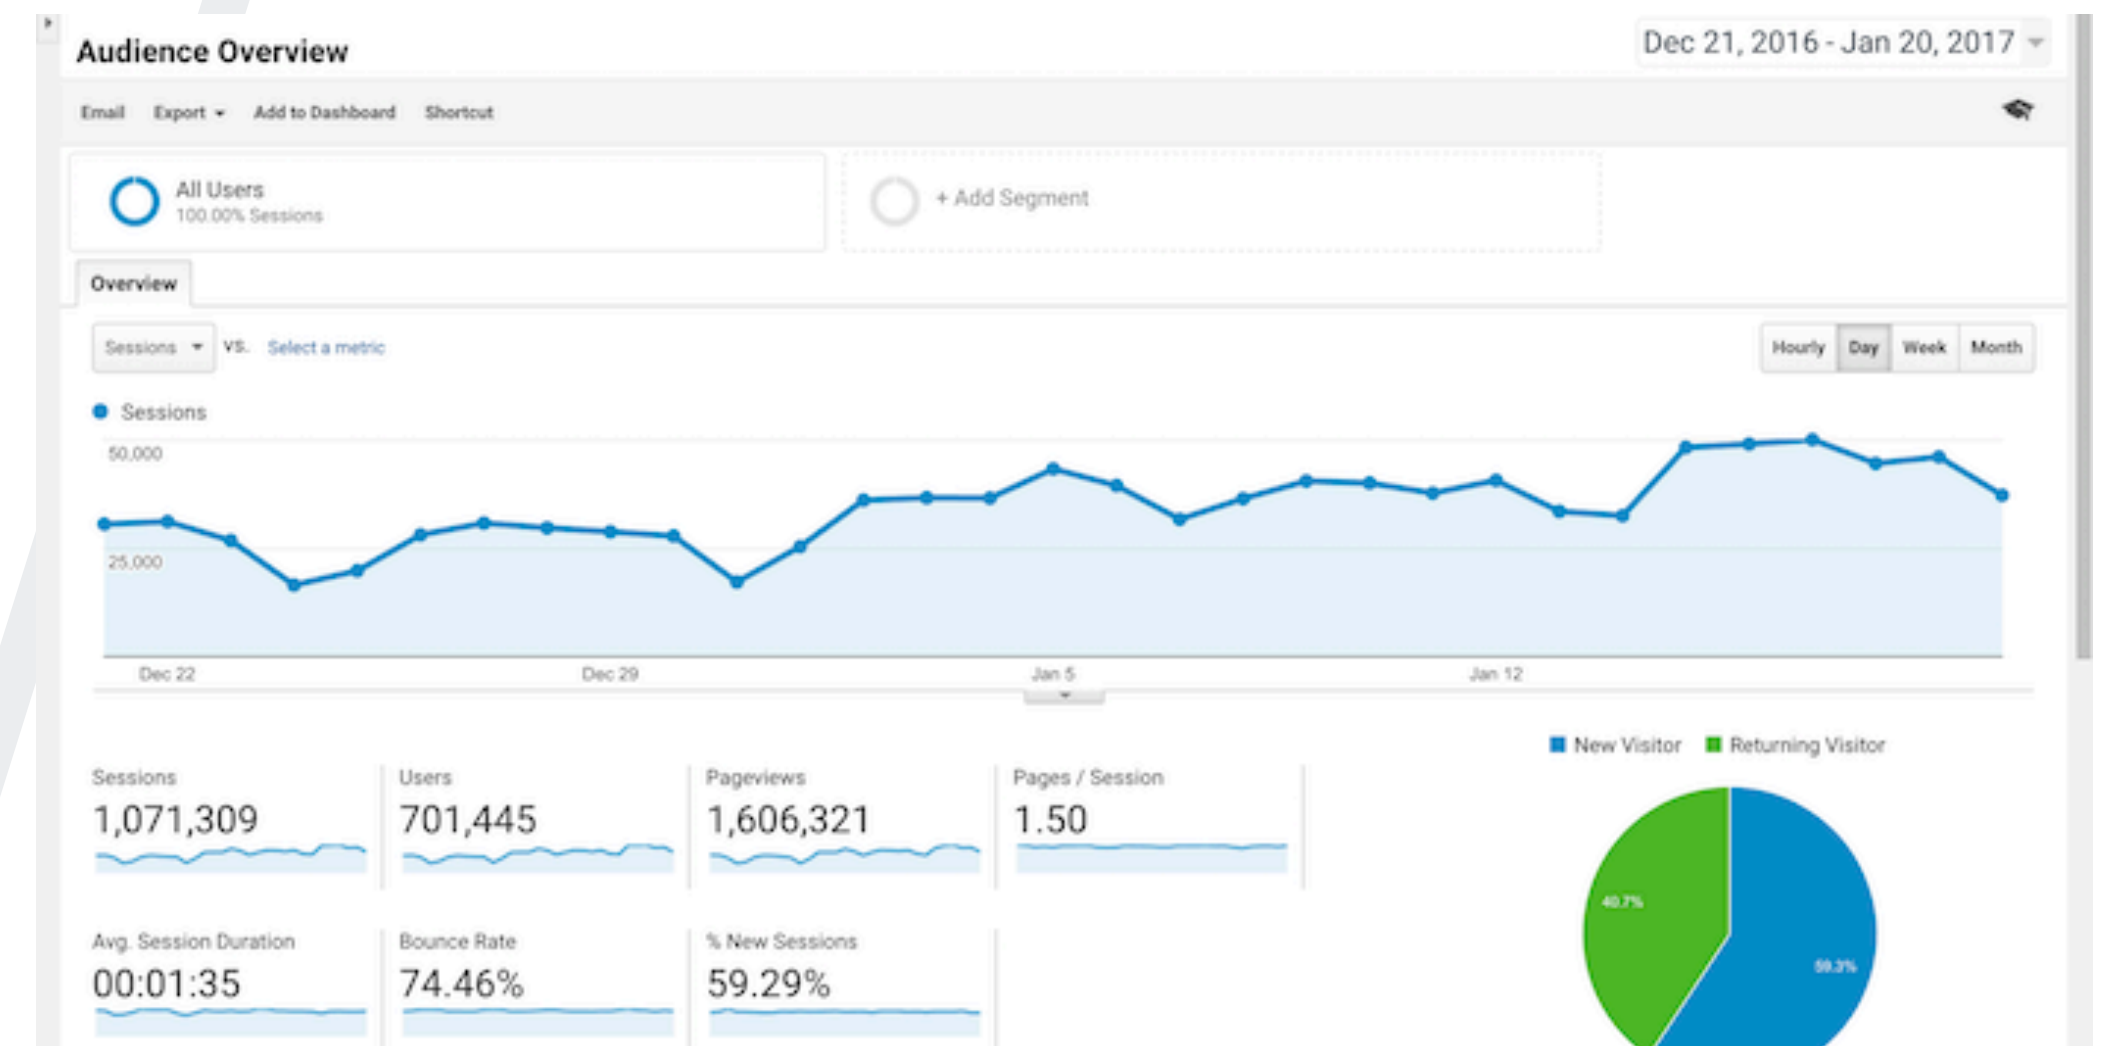 Audience Overview
Dec 21, 2016 - Jan 20, 2017
Email Export Add to Dashboard Shortcut
All Users
100.00% Sessions
+ Add Segment
Overview
Sessions VS. Select a metric
Hourly Day Week Month
Sessions
50,000
25,000
Dec 22 Dec 29 Jan 5 Jan 12
New Visitor Returning Visitor
Sessions Users Pageviews Pages / Session
1,071,309 701,445 1,606,321 1.50
40.7%
Avg. Session Duration Bounce Rate % New Sessions
59.3%
00:01:35 74.46% 59.29%